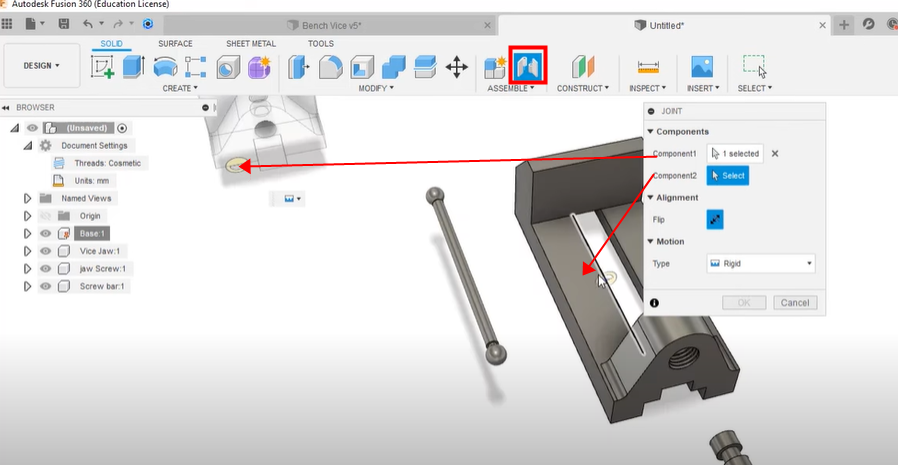 Autodesk Fusion 360 (Education License)
Bench Vice v5*
Untitled*
SOLID SURFACE SHEET METAL TOOLS
DESIGN
CREATE MODIFY ASSEMBLE CONSTRUCT INSPECT INSERT SELECT
BROWSER
(Unsaved)
Document Settings
Threads: Cosmetic
Units: mm
Named Views
Origin
Base:1
Vice Jaw:1
jaw Screw:1
Screw bar:1
JOINT
Components
Component1 1 selected
Component2 Select
Alignment
Flip
Motion
Type Rigid
OK Cancel